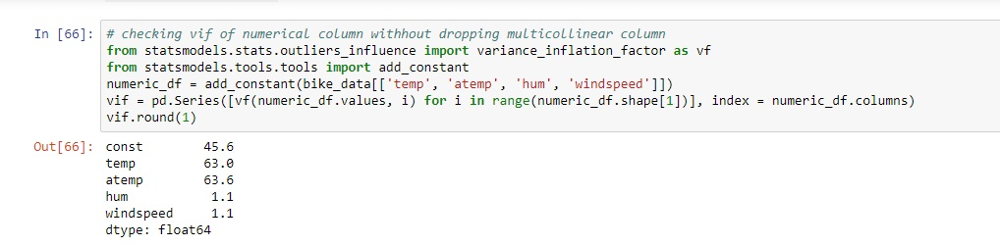 In [66]: # checking vif of numerical column withhout dropping multicollinear column
from statsmodels.stats.outliers_influence import variance_inflation_factor as vf
from statsmodels.tools.tools import add_constant
numeric_df = add_constant(bike_data[['temp', 'atemp', 'hum', 'windspeed']])
vif = pd.Series([vf(numeric_df.values, i) for i in range(numeric_df.shape[1])], index = numeric_df.columns)
vif.round(1)
Out[66]: const 45.6
temp 63.0
atemp 63.6
hum 1.1
windspeed 1.1
dtype: float64